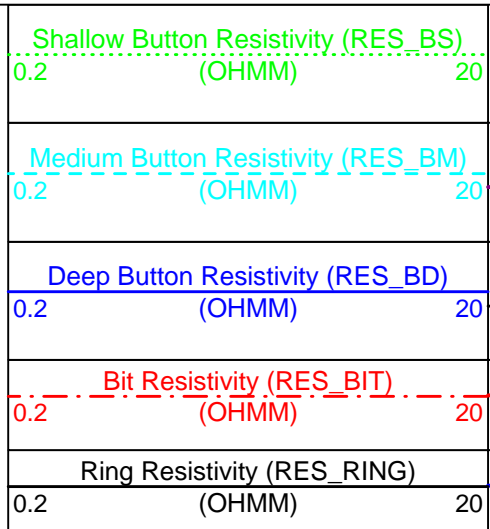 Shallow Button Resistivity (RES_BS)
0.2 (OHMM) 20
Medium Button Resistivity (RES_BM)
0.2 (OHMM) 20
Deep Button Resistivity (RES_BD)
0.2 (OHMM) 20
Bit Resistivity (RES_BIT)
0.2 (OHMM) 20
Ring Resistivity (RES_RING)
0.2 (OHMM) 20